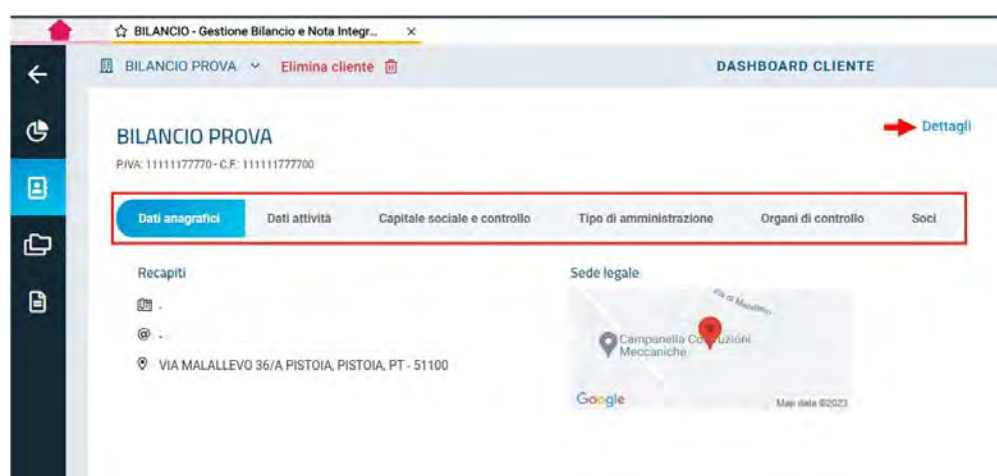 BILANCIO - Gestione Bilancio e Nota Integr...
BILANCIO PROVA Elimina cliente DASHBOARD CLIENTE
Dettagli
BILANCIO PROVA
P.IVA: 11111177770 - C.F.: 111111777700
Dati anagrafici Dati attività Capitale sociale e controllo Tipo di amministrazione Organi di controllo Soci
Recapiti Sede legale
-
@ -
VIA MALALLEVO 36/A PISTOIA, PISTOIA, PT - 51100
Campanella Costruzioni
Meccaniche
Google Map data ©2023